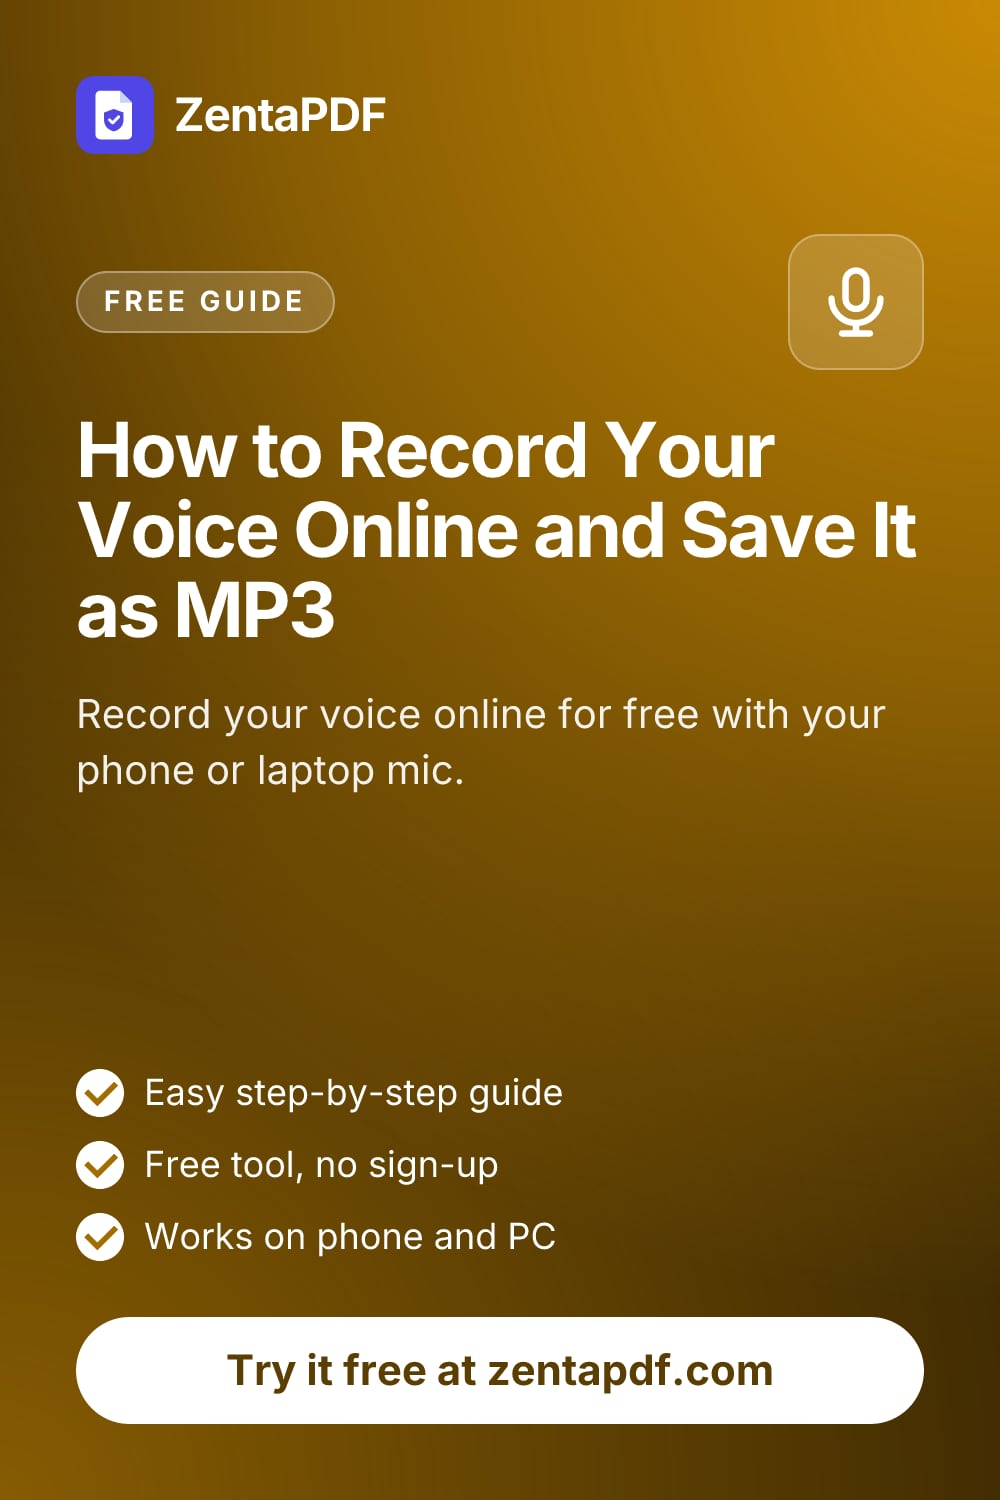 ZentaPDF
FREE GUIDE
How to Record Your
Voice Online and Save It
as MP3
Record your voice online for free with your
phone or laptop mic.
Easy step-by-step guide
Free tool, no sign-up
Works on phone and PC
Try it free at zentapdf.com